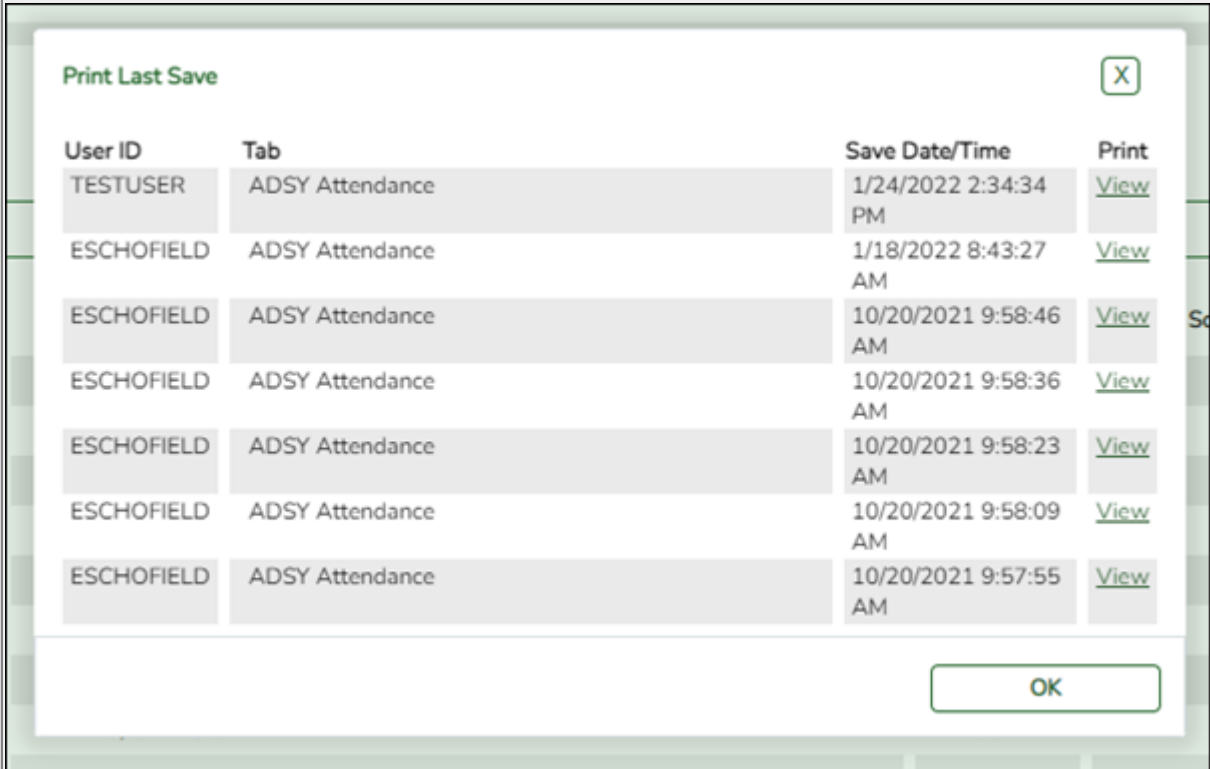 Print Last Save
X
User ID Tab Save Date/Time Print
TESTUSER ADSY Attendance 1/24/2022 2:34:34 View
PM
ESCHOFIELD ADSY Attendance 1/18/2022 8:43:27 View
AM
ESCHOFIELD ADSY Attendance 10/20/2021 9:58:46 View
AM
ESCHOFIELD ADSY Attendance 10/20/2021 9:58:36 View
AM
ESCHOFIELD ADSY Attendance 10/20/2021 9:58:23 View
AM
ESCHOFIELD ADSY Attendance 10/20/2021 9:58:09 View
AM
ESCHOFIELD ADSY Attendance 10/20/2021 9:57:55 View
AM
OK